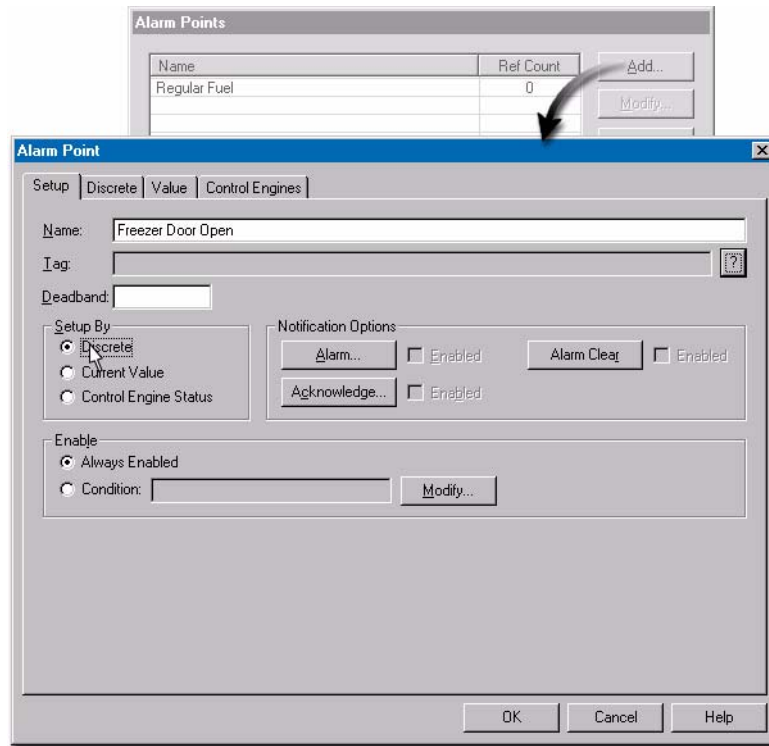 Alarm Points
Name Ref Count Add...
Regular Fuel 0
Modify...
Alarm Point
Setup Discrete Value Control Engines
Name: Freezer Door Open
Tag: ?
Deadband:
Setup By Notification Options
Discrete Alarm... Enabled Alarm Clear Enabled
Current Value
Control Engine Status Acknowledge... Enabled
Enable
Always Enabled
Condition: Modify...
OK Cancel Help